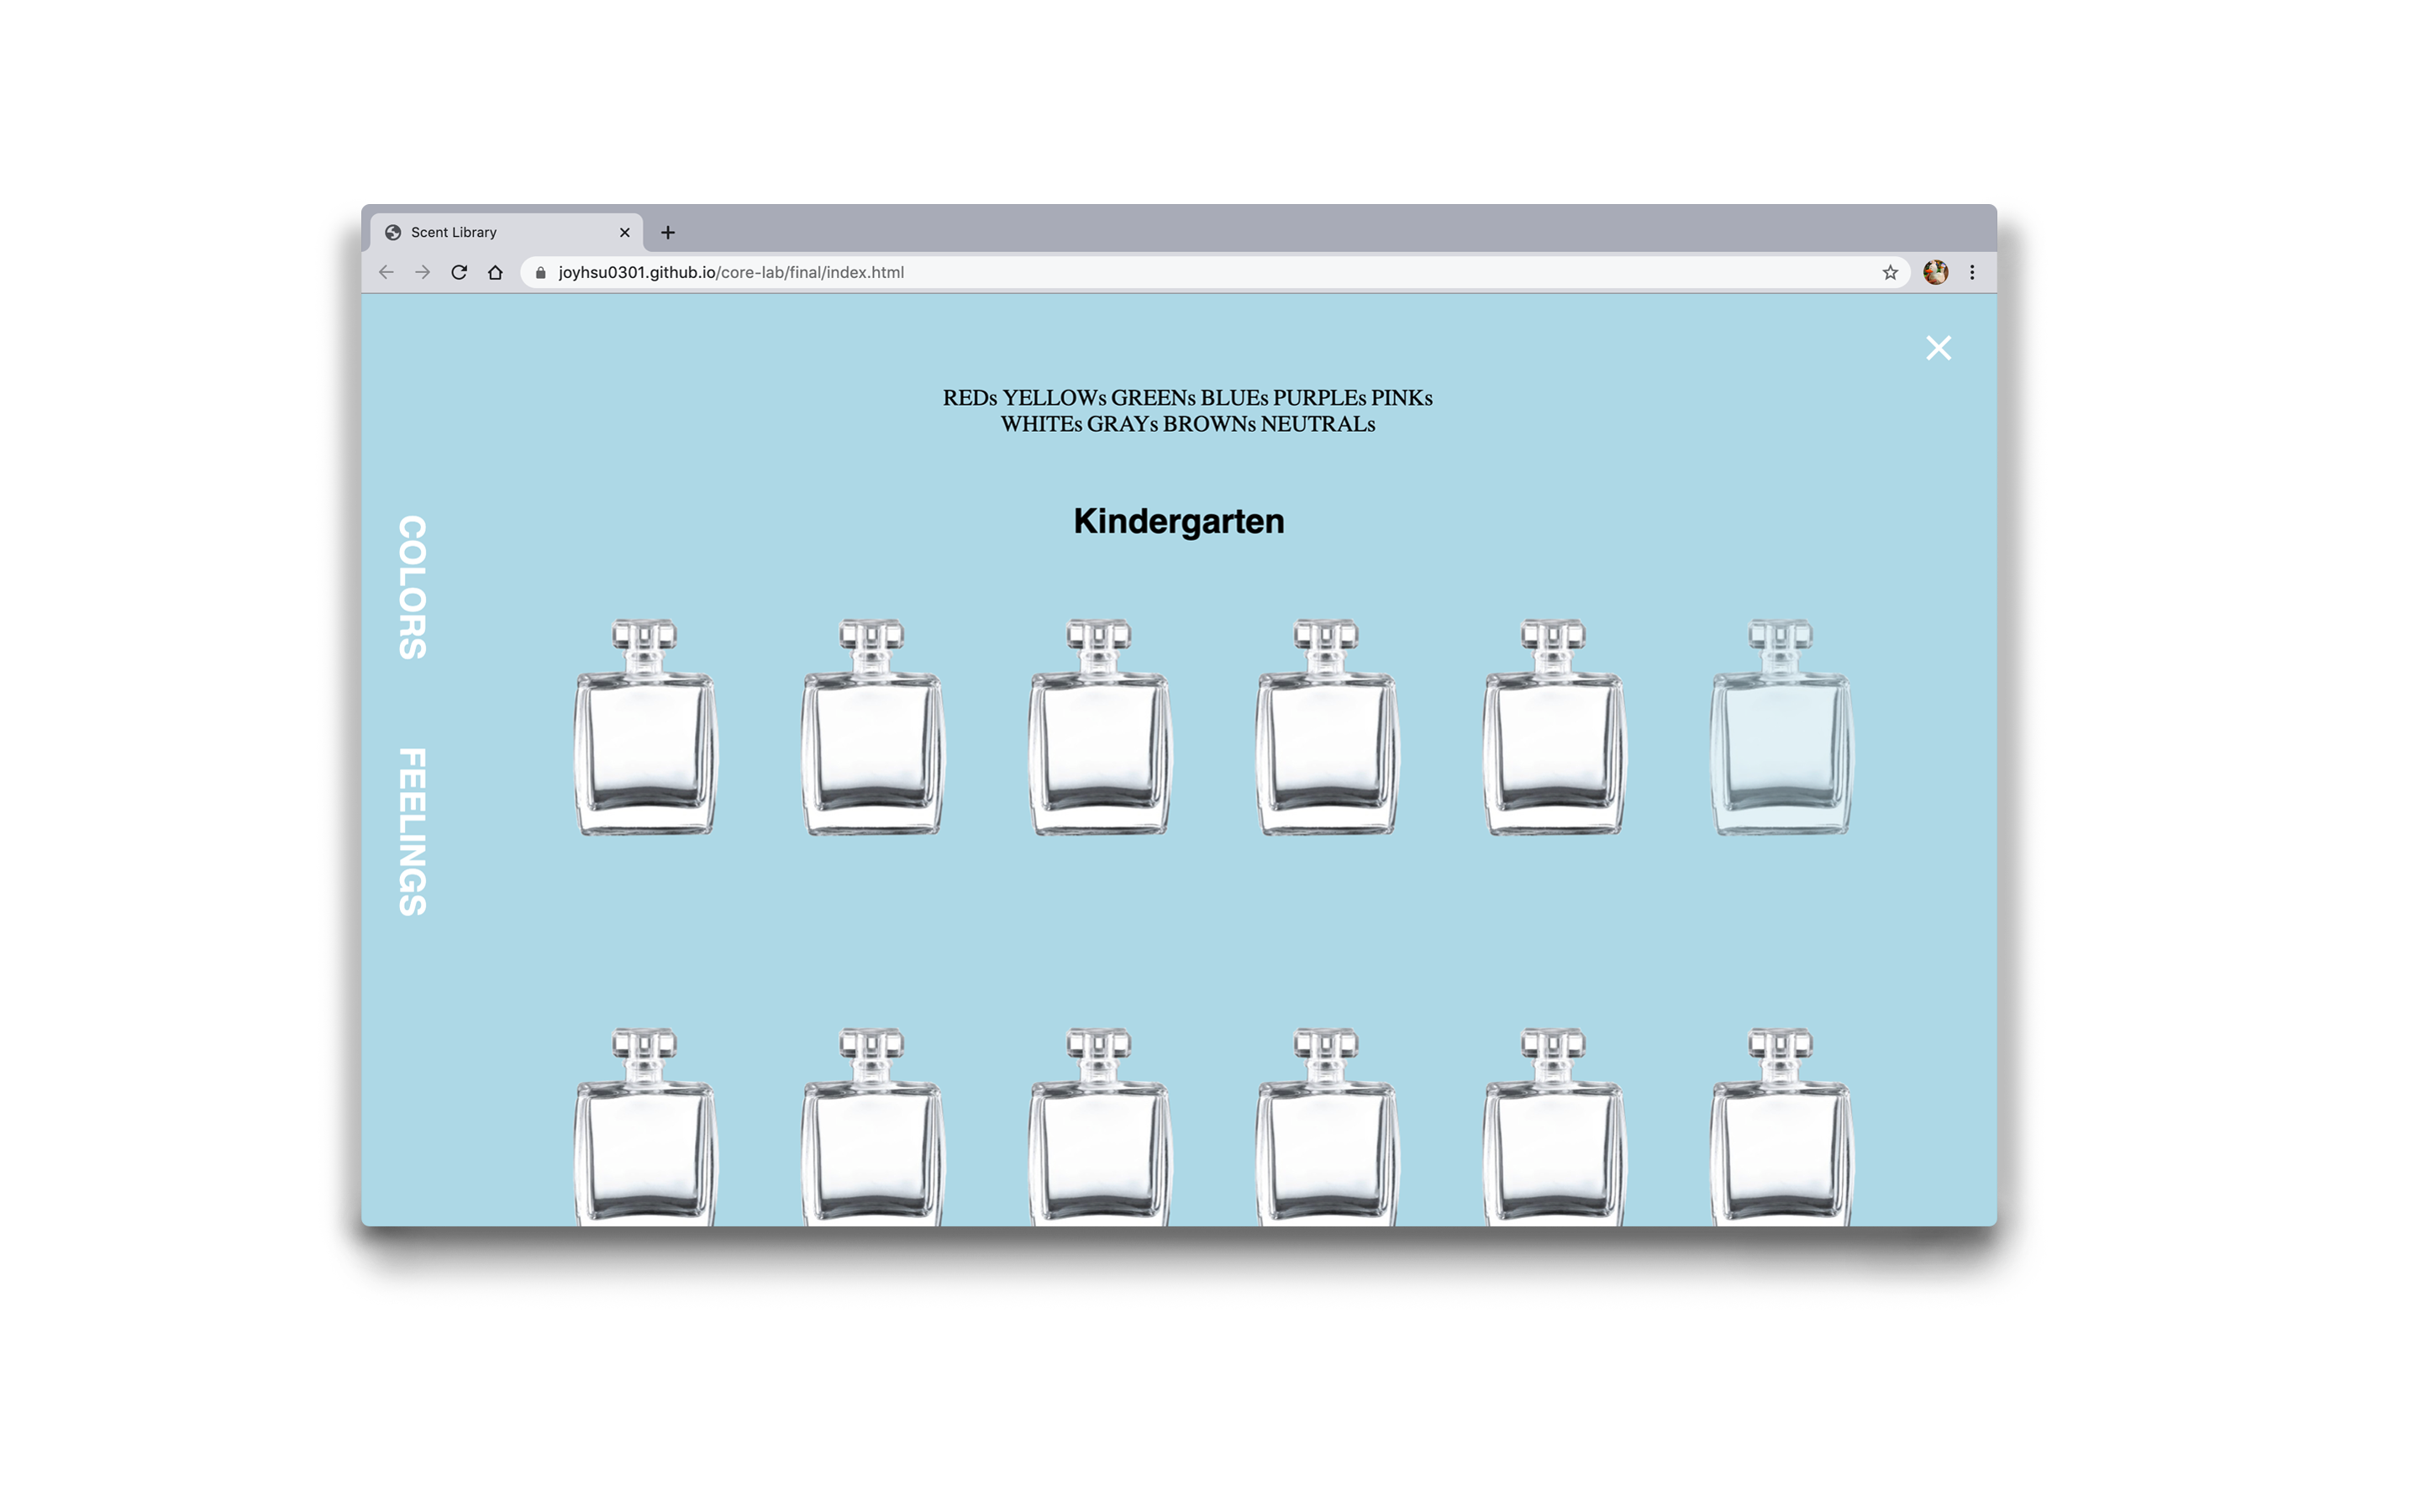 Scent Library
joyhsu0301.github.io/core-lab/final/index.html
REDs YELLOWs GREENs BLUEs PURPLEs PINKs
WHITEs GRAYs BROWNs NEUTRALs
Kindergarten
COLORS
FEELINGS